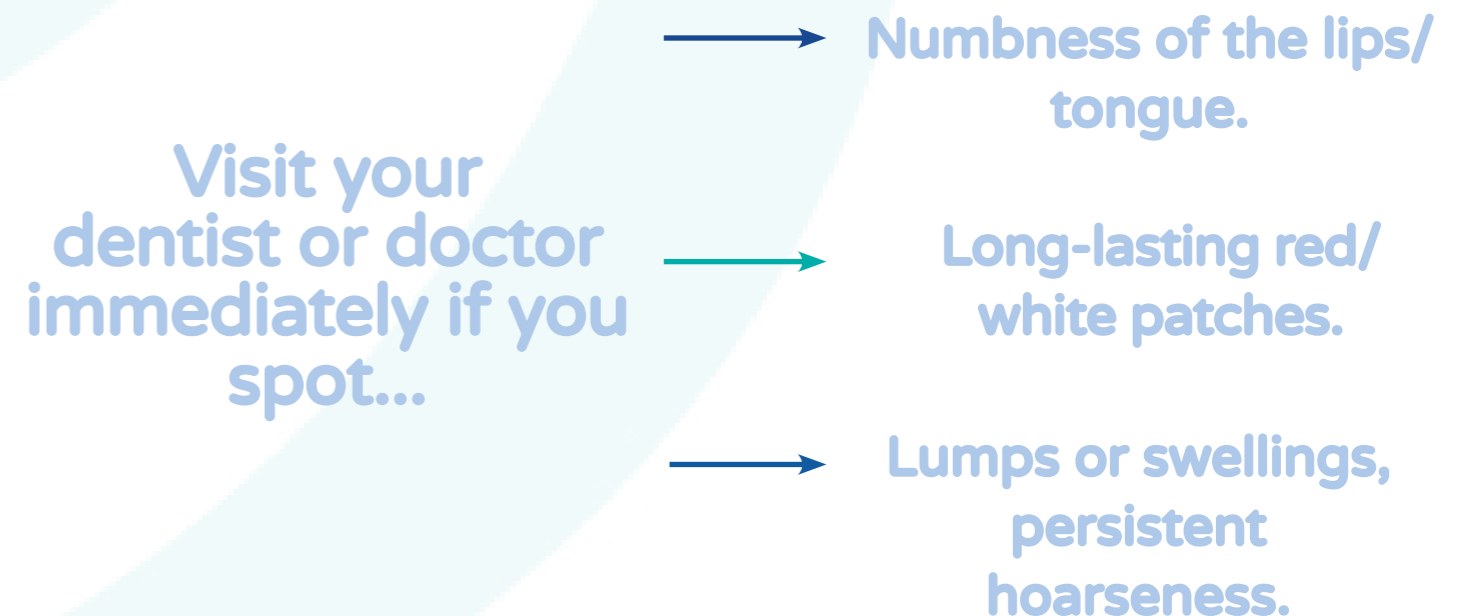 Visit your
dentist or doctor
immediately if you
spot...
Numbness of the lips/
tongue.
Long-lasting red/
white patches.
Lumps or swellings,
persistent
hoarseness.